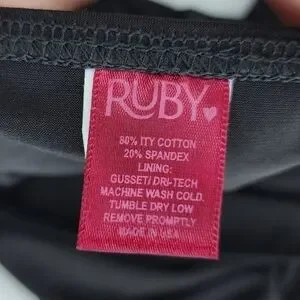 RUBY
80% ITY COTTON
20% SPANDEX
LINING:
GUSSET/DRI-TECH
MACHINE WASH COLD.
TUMBLE DRY LOW
REMOVE PROMPTLY
MADE IN USA